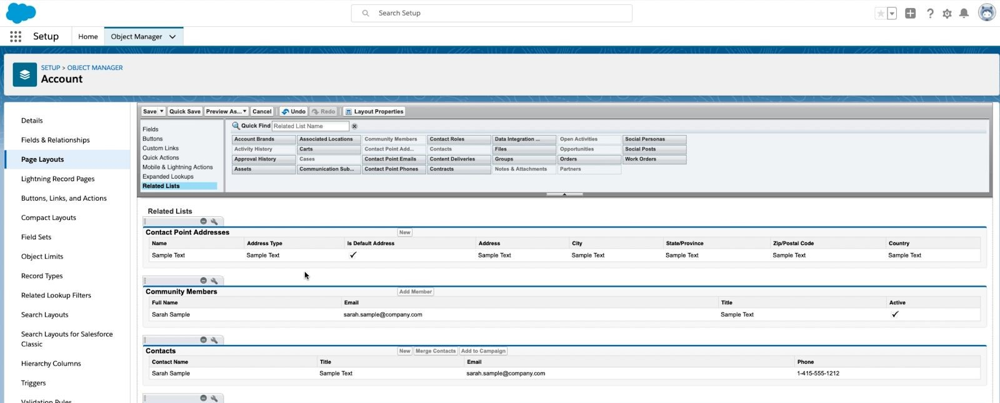 Search Setup
Setup Home Object Manager
SETUP > OBJECT MANAGER
Account
Details
Fields & Relationships
Page Layouts
Lightning Record Pages
Buttons, Links, and Actions
Compact Layouts
Field Sets
Object Limits
Record Types
Related Lookup Filters
Search Layouts
Search Layouts for Salesforce
Classic
Hierarchy Columns
Triggers
Validation Rules
Save Quick Save Preview As... Cancel Undo Redo Layout Properties
Fields
Buttons
Custom Links
Quick Actions
Mobile & Lightning Actions
Expanded Lookups
Related Lists
Quick Find Related List Name
Account Brands Associated Locations Community Members Contact Roles Data Integration ... Open Activities Social Personas
Activity History Carts Contact Point Add... Contacts Files Opportunities Social Posts
Approval History Cases Contact Point Emails Content Deliveries Groups Orders Work Orders
Assets Communication Sub... Contact Point Phones Contracts Notes & Attachments Partners
Related Lists
Contact Point Addresses New
Name Address Type Is Default Address Address City State/Province Zip/Postal Code Country
Sample Text Sample Text ✓ Sample Text Sample Text Sample Text Sample Text Sample Text
Community Members Add Member
Full Name Email Title Active
Sarah Sample sarah.sample@company.com Sample Text ✓
Contacts New Merge Contacts Add to Campaign
Contact Name Title Email Phone
Sarah Sample Sample Text sarah.sample@company.com 1-415-555-1212